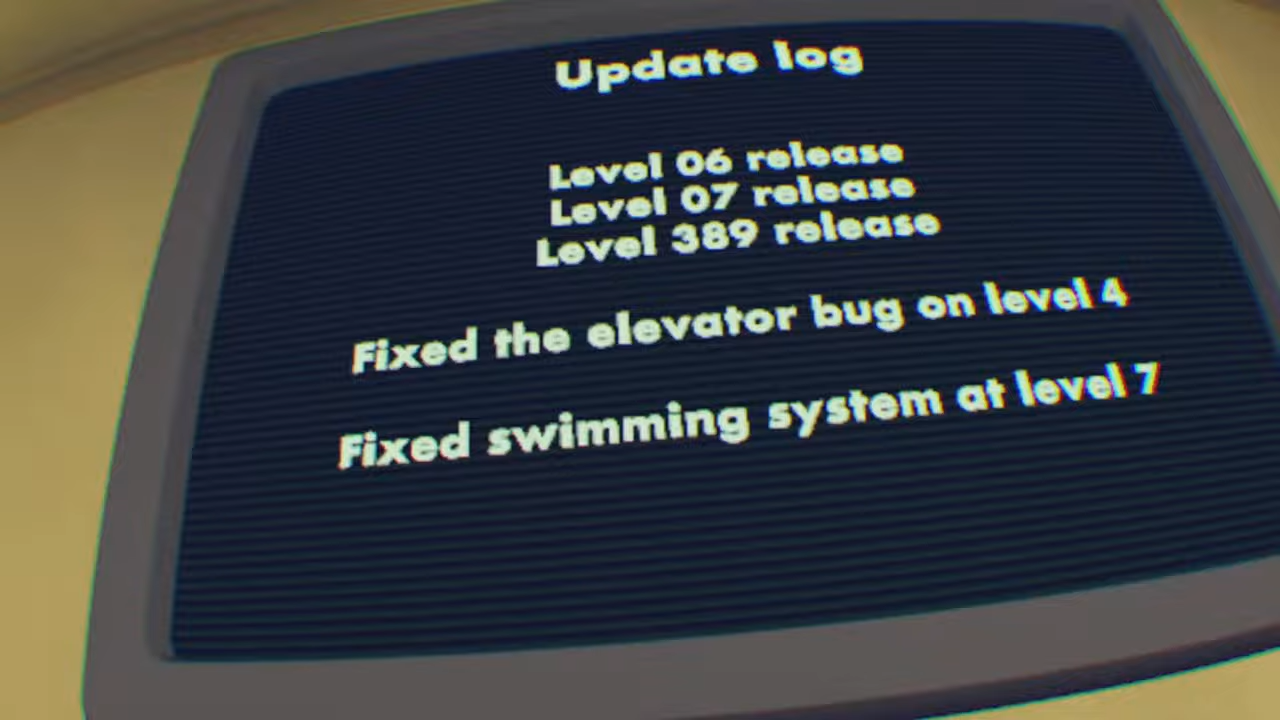 Update log
Level 06 release
Level 07 release
Level 389 release
Fixed the elevator bug on level 4
Fixed swimming system at level 7